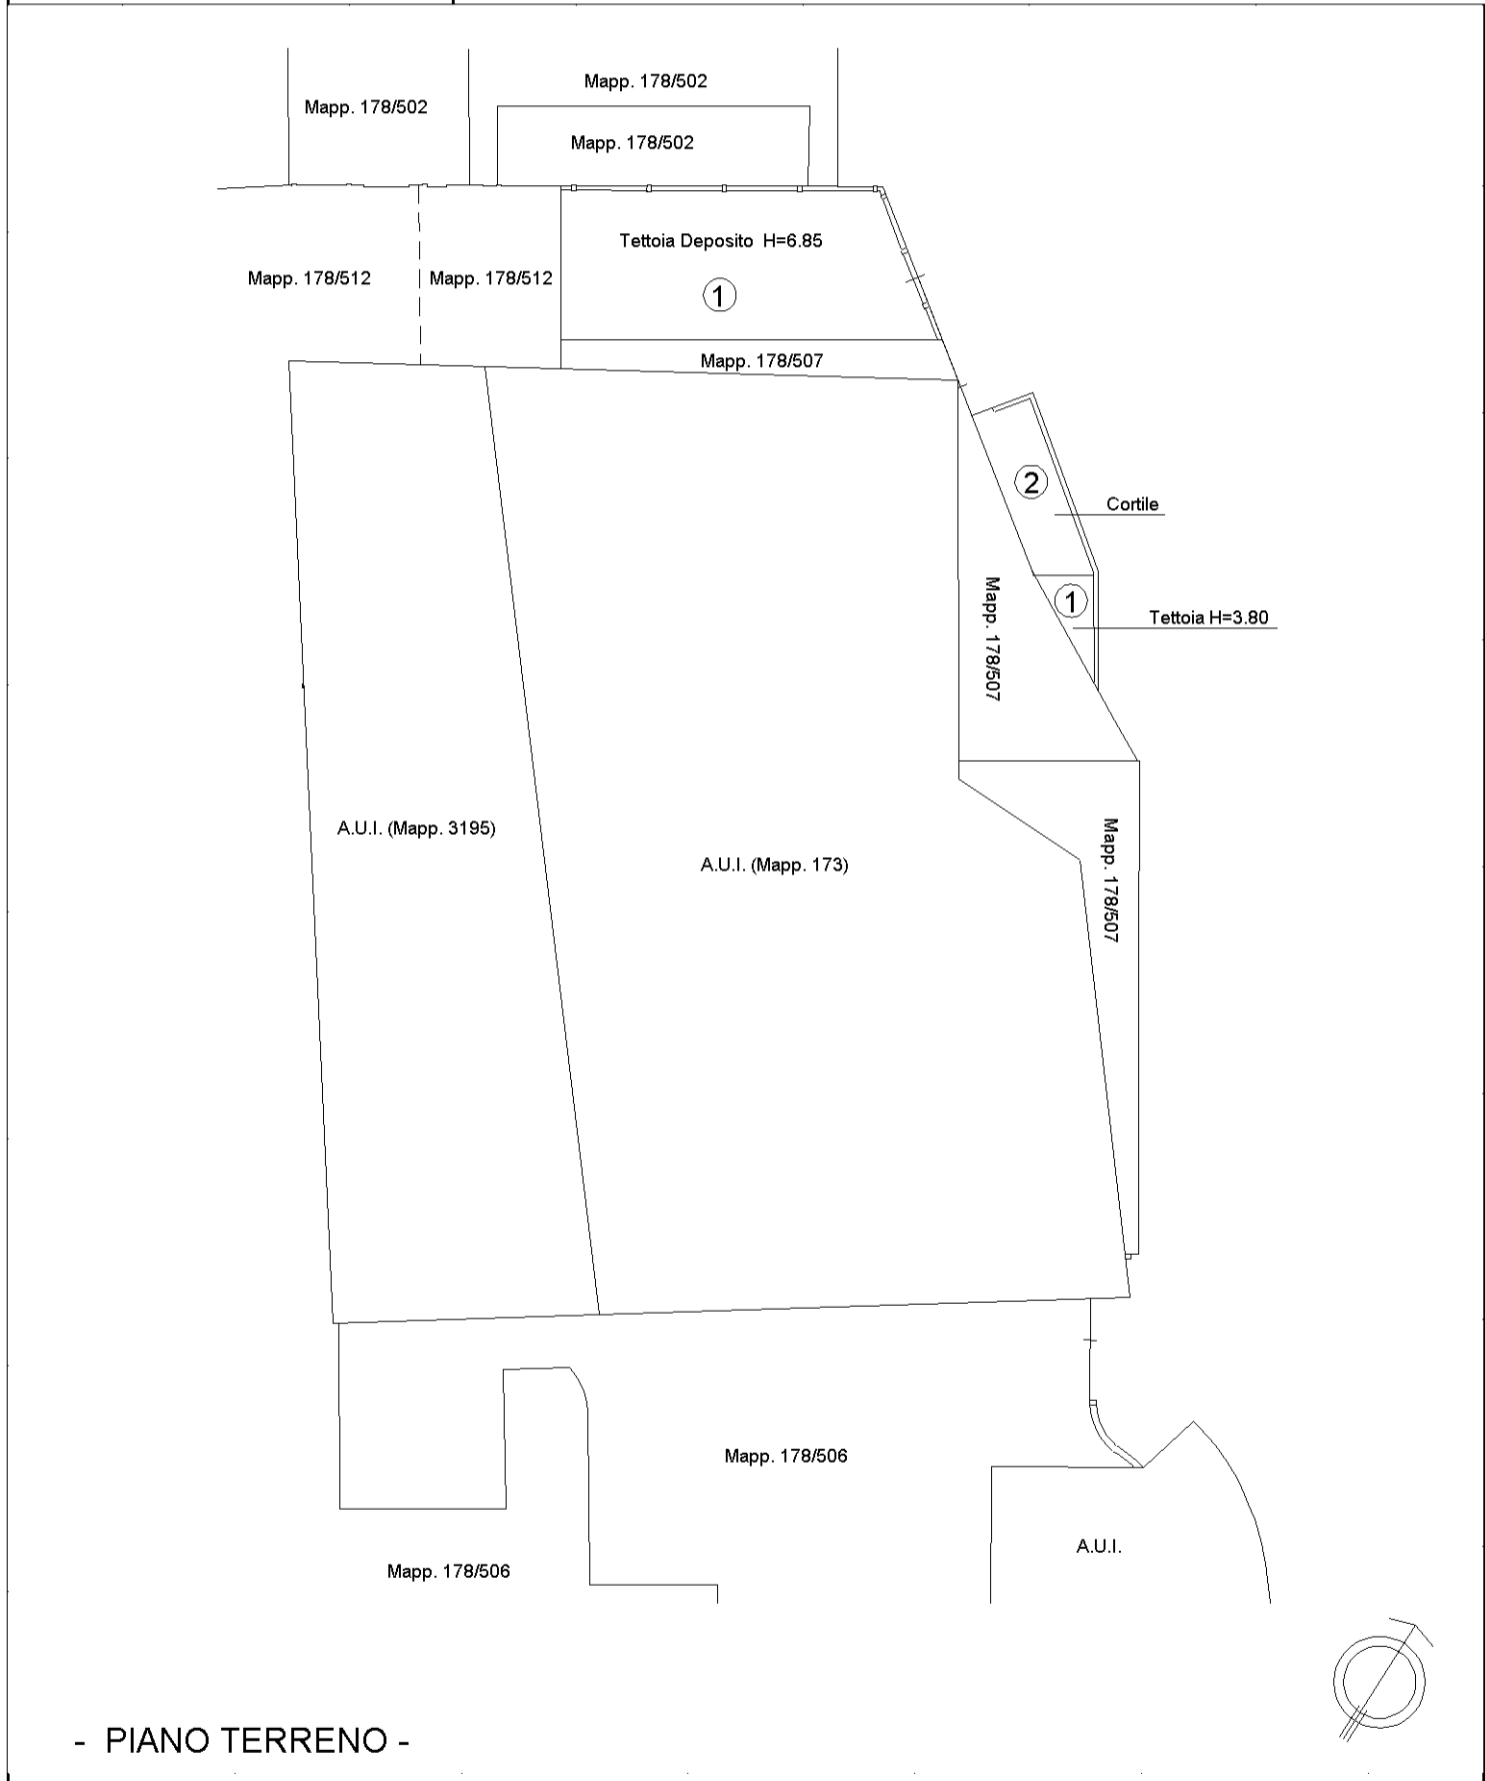 Mapp. 178/502
Mapp. 178/502
Mapp. 178/502
Tettoia Deposito H=6.85
Mapp. 178/512
Mapp. 178/512
1
Mapp. 178/507
2
Cortile
1
Tettoia H=3.80
Mapp. 178/507
A.U.I. (Mapp. 3195)
A.U.I. (Mapp. 173)
Mapp. 178/507
Mapp. 178/506
A.U.I.
Mapp. 178/506
- PIANO TERRENO -